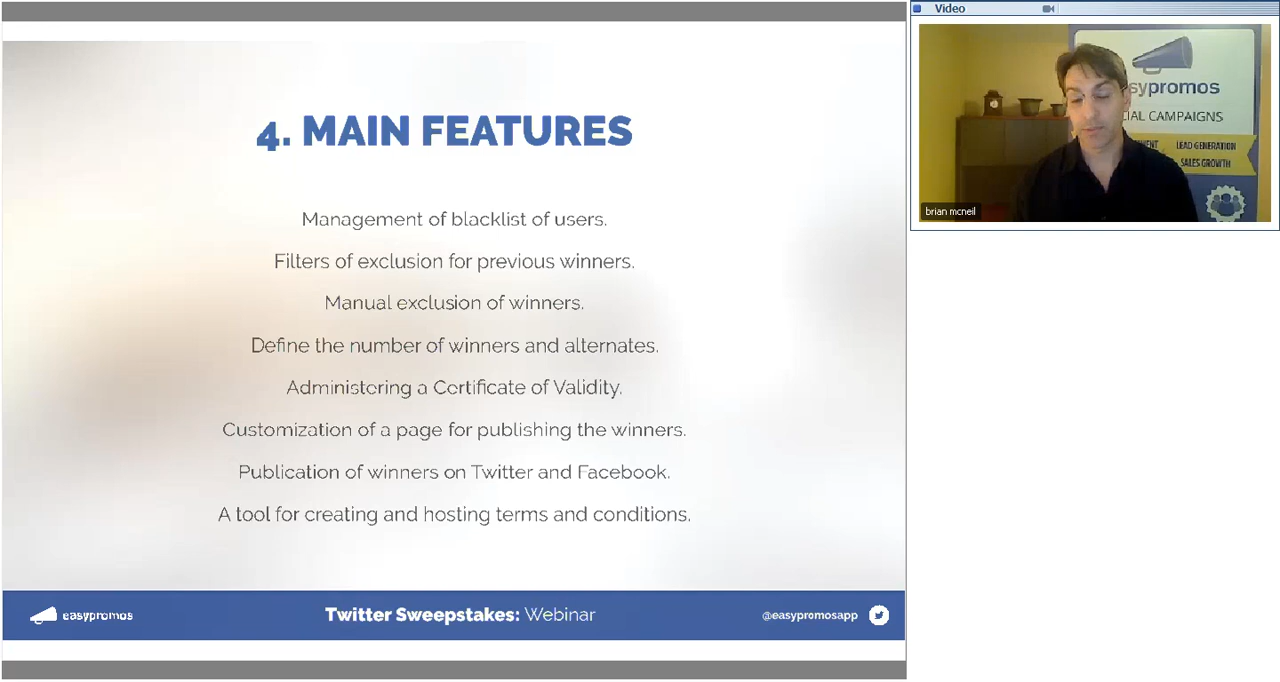 4. MAIN FEATURES
Management of blacklist of users.
Filters of exclusion for previous winners.
Manual exclusion of winners.
Define the number of winners and alternates.
Administering a Certificate of Validity.
Customization of a page for publishing the winners.
Publication of winners on Twitter and Facebook.
A tool for creating and hosting terms and conditions.
easypromos
Twitter Sweepstakes: Webinar
@easypromosapp
Video
sypromos
CIAL CAMPAIGNS
LEAD GENERATION
SALES GROWTH
brian mcneil